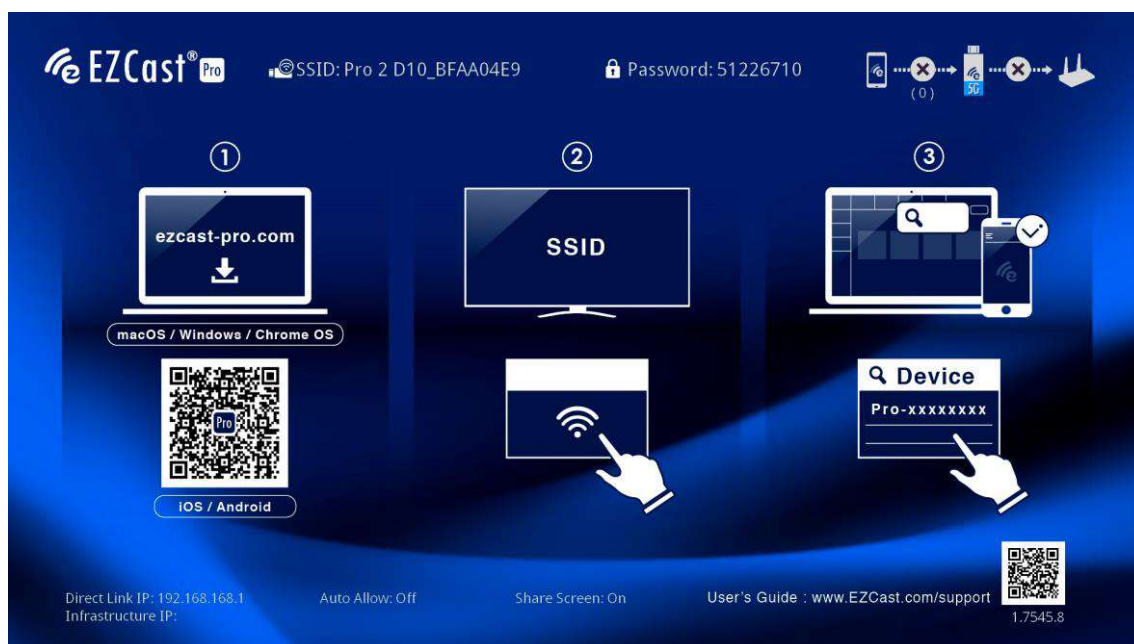 EZCast® Pro
SSID: Pro 2 D10_BFAA04E9
Password: 51226710
(0)
5G
①
②
③
ezcast-pro.com
SSID
macOS / Windows / Chrome OS
Pro
iOS / Android
Device
Pro-xxxxxxxx
Direct Link IP: 192.168.168.1
Infrastructure IP:
Auto Allow: Off
Share Screen: On
User's Guide : www.EZCast.com/support
1.7545.8